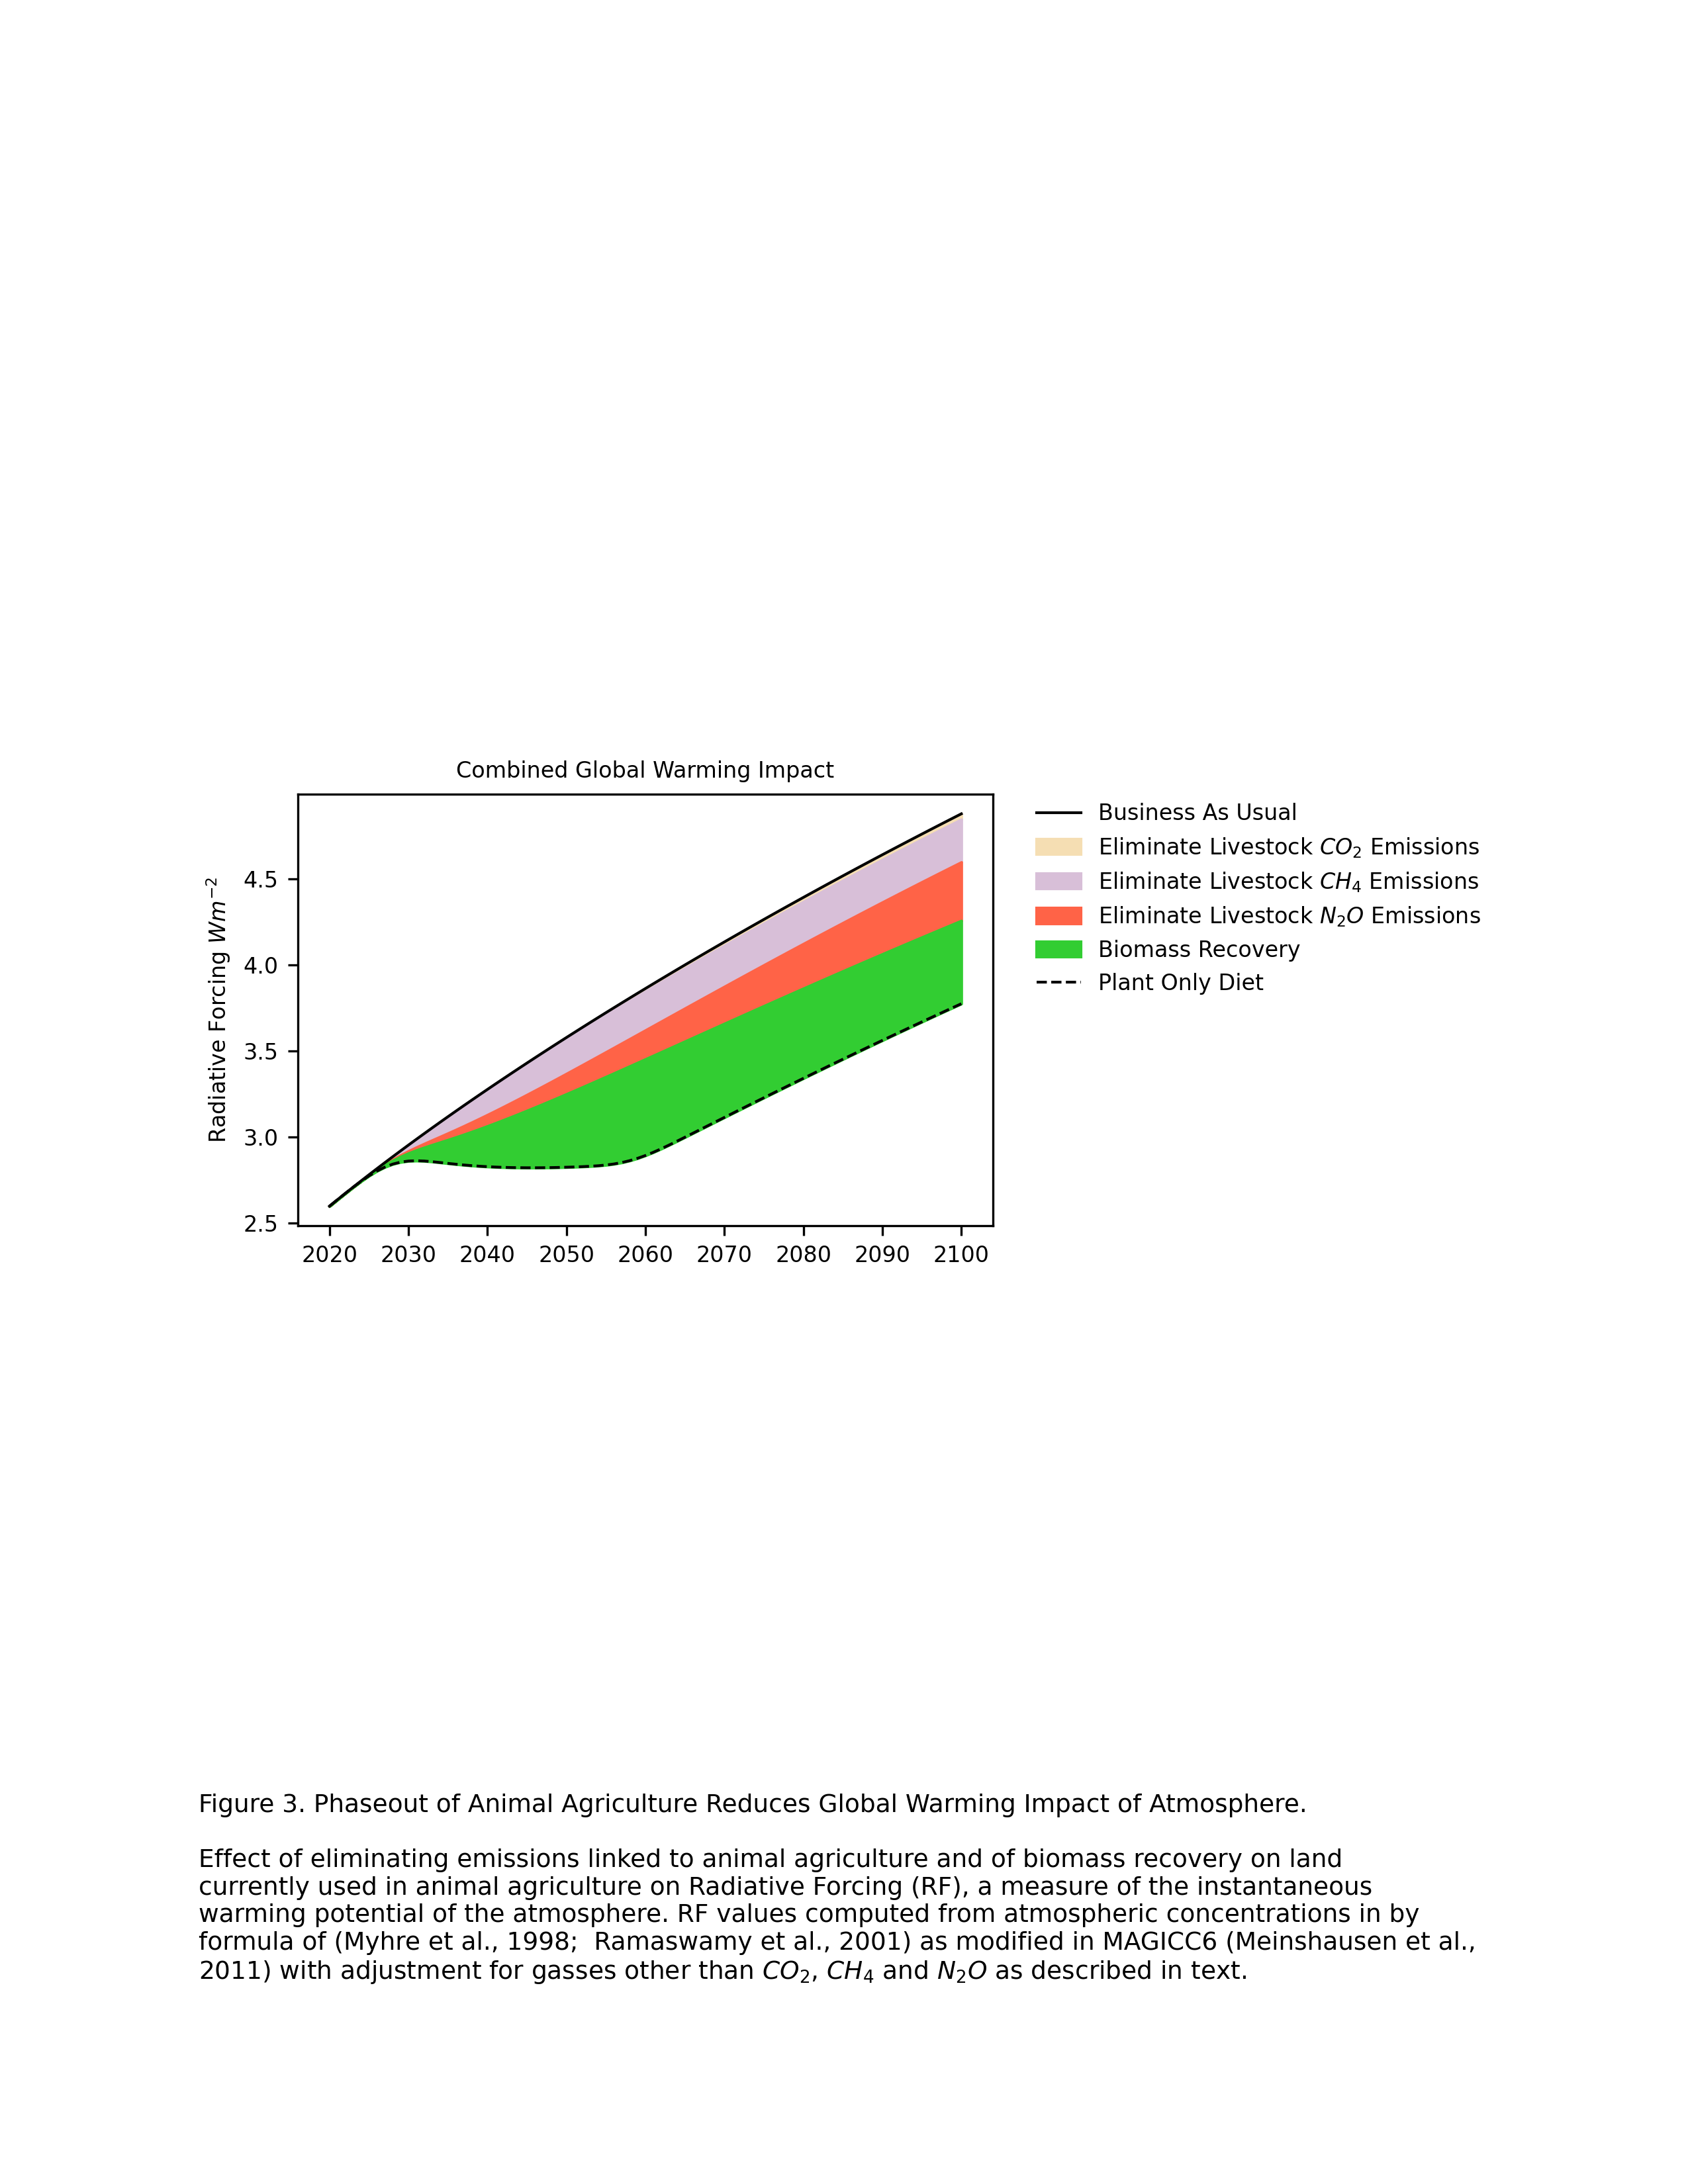 Combined Global Warming Impact
Radiative Forcing Wm⁻²
4.5
4.0
3.5
3.0
2.5
2020 2030 2040 2050 2060 2070 2080 2090 2100
Business As Usual
Eliminate Livestock CO₂ Emissions
Eliminate Livestock CH₄ Emissions
Eliminate Livestock N₂O Emissions
Biomass Recovery
Plant Only Diet
Figure 3. Phaseout of Animal Agriculture Reduces Global Warming Impact of Atmosphere.
Effect of eliminating emissions linked to animal agriculture and of biomass recovery on land
currently used in animal agriculture on Radiative Forcing (RF), a measure of the instantaneous
warming potential of the atmosphere. RF values computed from atmospheric concentrations in by
formula of (Myhre et al., 1998;  Ramaswamy et al., 2001) as modified in MAGICC6 (Meinshausen et al.,
2011) with adjustment for gasses other than CO₂, CH₄ and N₂O as described in text.